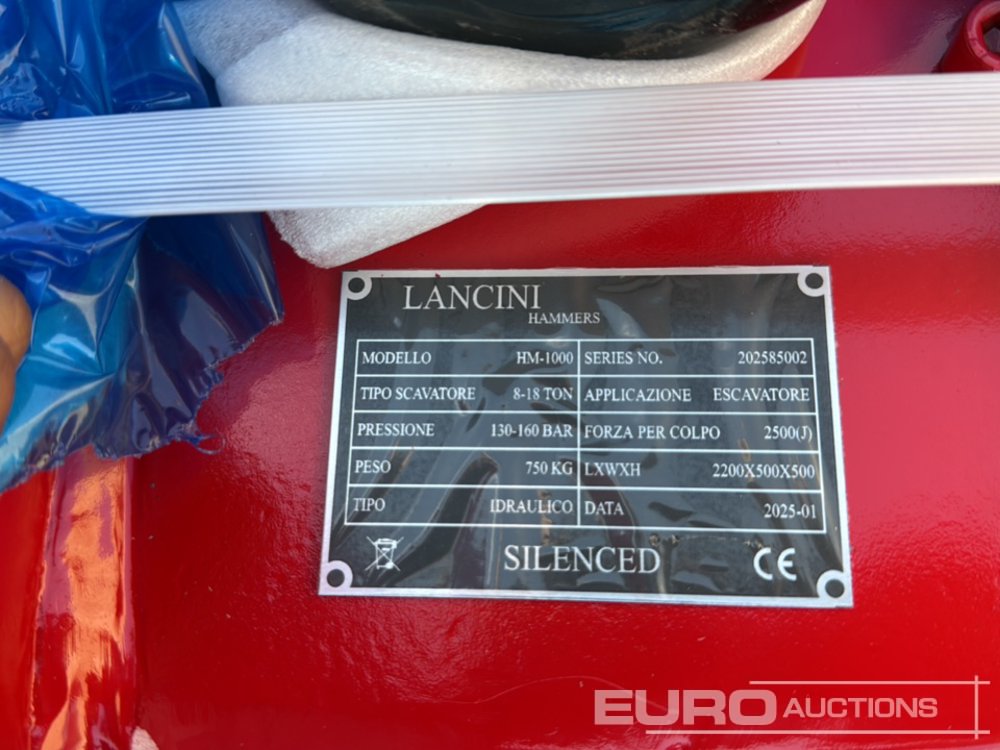 LANCINI
HAMMERS
MODELLO HM-1000 SERIES NO. 202585002
TIPO SCAVATORE 8-18 TON APPLICAZIONE ESCAVATORE
PRESSIONE 130-160 BAR FORZA PER COLPO 2500(J)
PESO 750 KG LXWXH 2200X500X500
TIPO IDRAULICO DATA 2025-01
SILENCED CE
EURO AUCTIONS